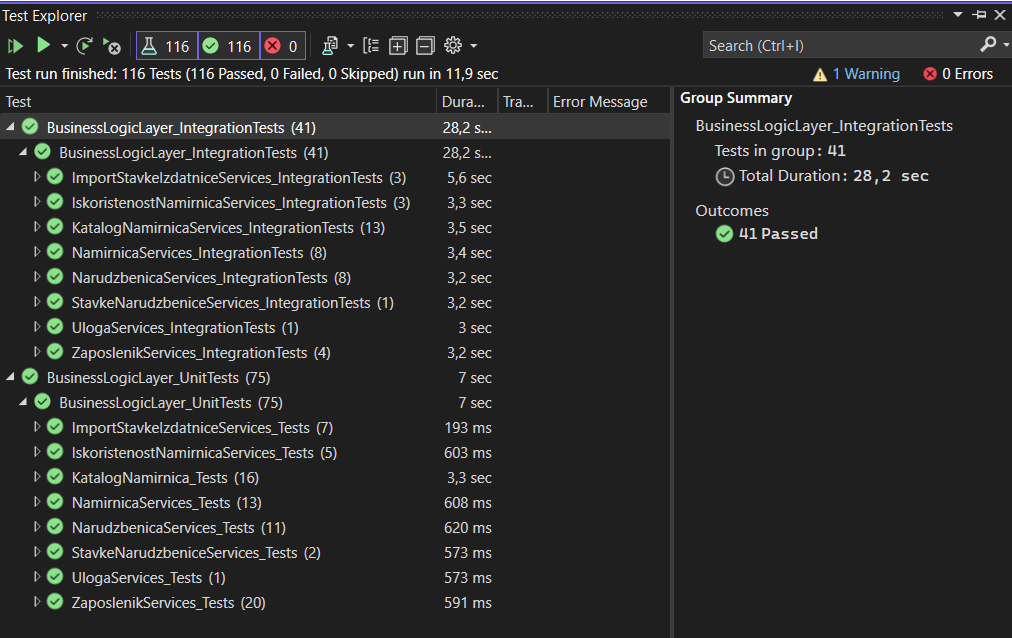 Test Explorer
116 116 0
Search (Ctrl+I)
Test run finished: 116 Tests (116 Passed, 0 Failed, 0 Skipped) run in 11,9 sec
1 Warning 0 Errors
Test Dura... Tra... Error Message
BusinessLogicLayer_IntegrationTests (41) 28,2 s...
BusinessLogicLayer_IntegrationTests (41) 28,2 s...
ImportStavkeIzdatniceServices_IntegrationTests (3) 5,6 sec
IskoristenostNamirnicaServices_IntegrationTests (3) 3,3 sec
KatalogNamirnicaServices_IntegrationTests (13) 3,5 sec
NamirnicaServices_IntegrationTests (8) 3,4 sec
NarudzbenicaServices_IntegrationTests (8) 3,2 sec
StavkeNarudzbeniceServices_IntegrationTests (1) 3,2 sec
UlogaServices_IntegrationTests (1) 3 sec
ZaposlenikServices_IntegrationTests (4) 3,2 sec
BusinessLogicLayer_UnitTests (75) 7 sec
BusinessLogicLayer_UnitTests (75) 7 sec
ImportStavkeIzdatniceServices_Tests (7) 193 ms
IskoristenostNamirnicaServices_Tests (5) 603 ms
KatalogNamirnica_Tests (16) 3,3 sec
NamirnicaServices_Tests (13) 608 ms
NarudzbenicaServices_Tests (11) 620 ms
StavkeNarudzbeniceServices_Tests (2) 573 ms
UlogaServices_Tests (1) 573 ms
ZaposlenikServices_Tests (20) 591 ms
Group Summary
BusinessLogicLayer_IntegrationTests
Tests in group: 41
Total Duration: 28,2 sec
Outcomes
41 Passed